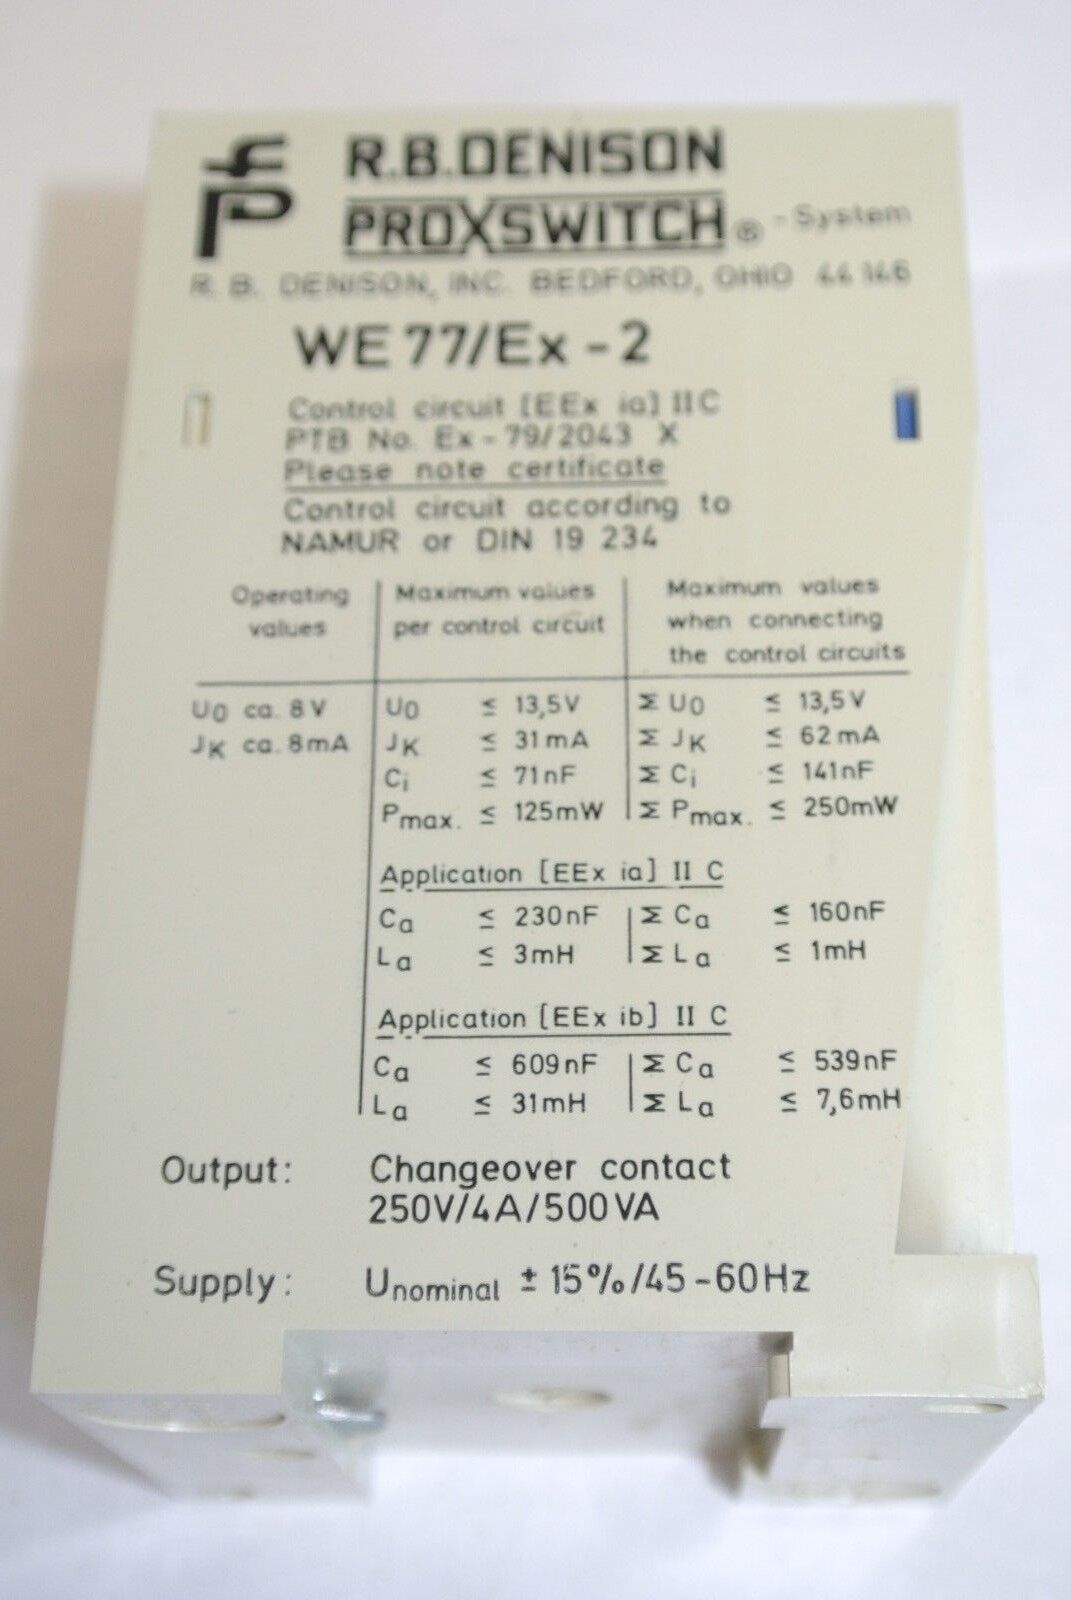 R.B.DENISON
PROXSWITCH® -System
R. B. DENISON, INC. BEDFORD, OHIO 44 146
WE 77/Ex - 2
Control circuit [EEx ia] II C
PTB No. Ex - 79/2043 X
Please note certificate
Control circuit according to
NAMUR or DIN 19 234
Operating values | Maximum values per control circuit | Maximum values when connecting the control circuits
U0 ca. 8V | U0 ≤ 13,5V | Σ U0 ≤ 13,5V
JK ca. 8mA | JK ≤ 31mA | Σ JK ≤ 62mA
Ci ≤ 71nF | Σ Ci ≤ 141nF
Pmax. ≤ 125mW | Σ Pmax. ≤ 250mW
Application [EEx ia] II C
Ca ≤ 230nF | Σ Ca ≤ 160nF
La ≤ 3mH | Σ La ≤ 1mH
Application [EEx ib] II C
Ca ≤ 609nF | Σ Ca ≤ 539nF
La ≤ 31mH | Σ La ≤ 7,6mH
Output: Changeover contact
250V/4A/500VA
Supply: Unominal ± 15%/45-60Hz